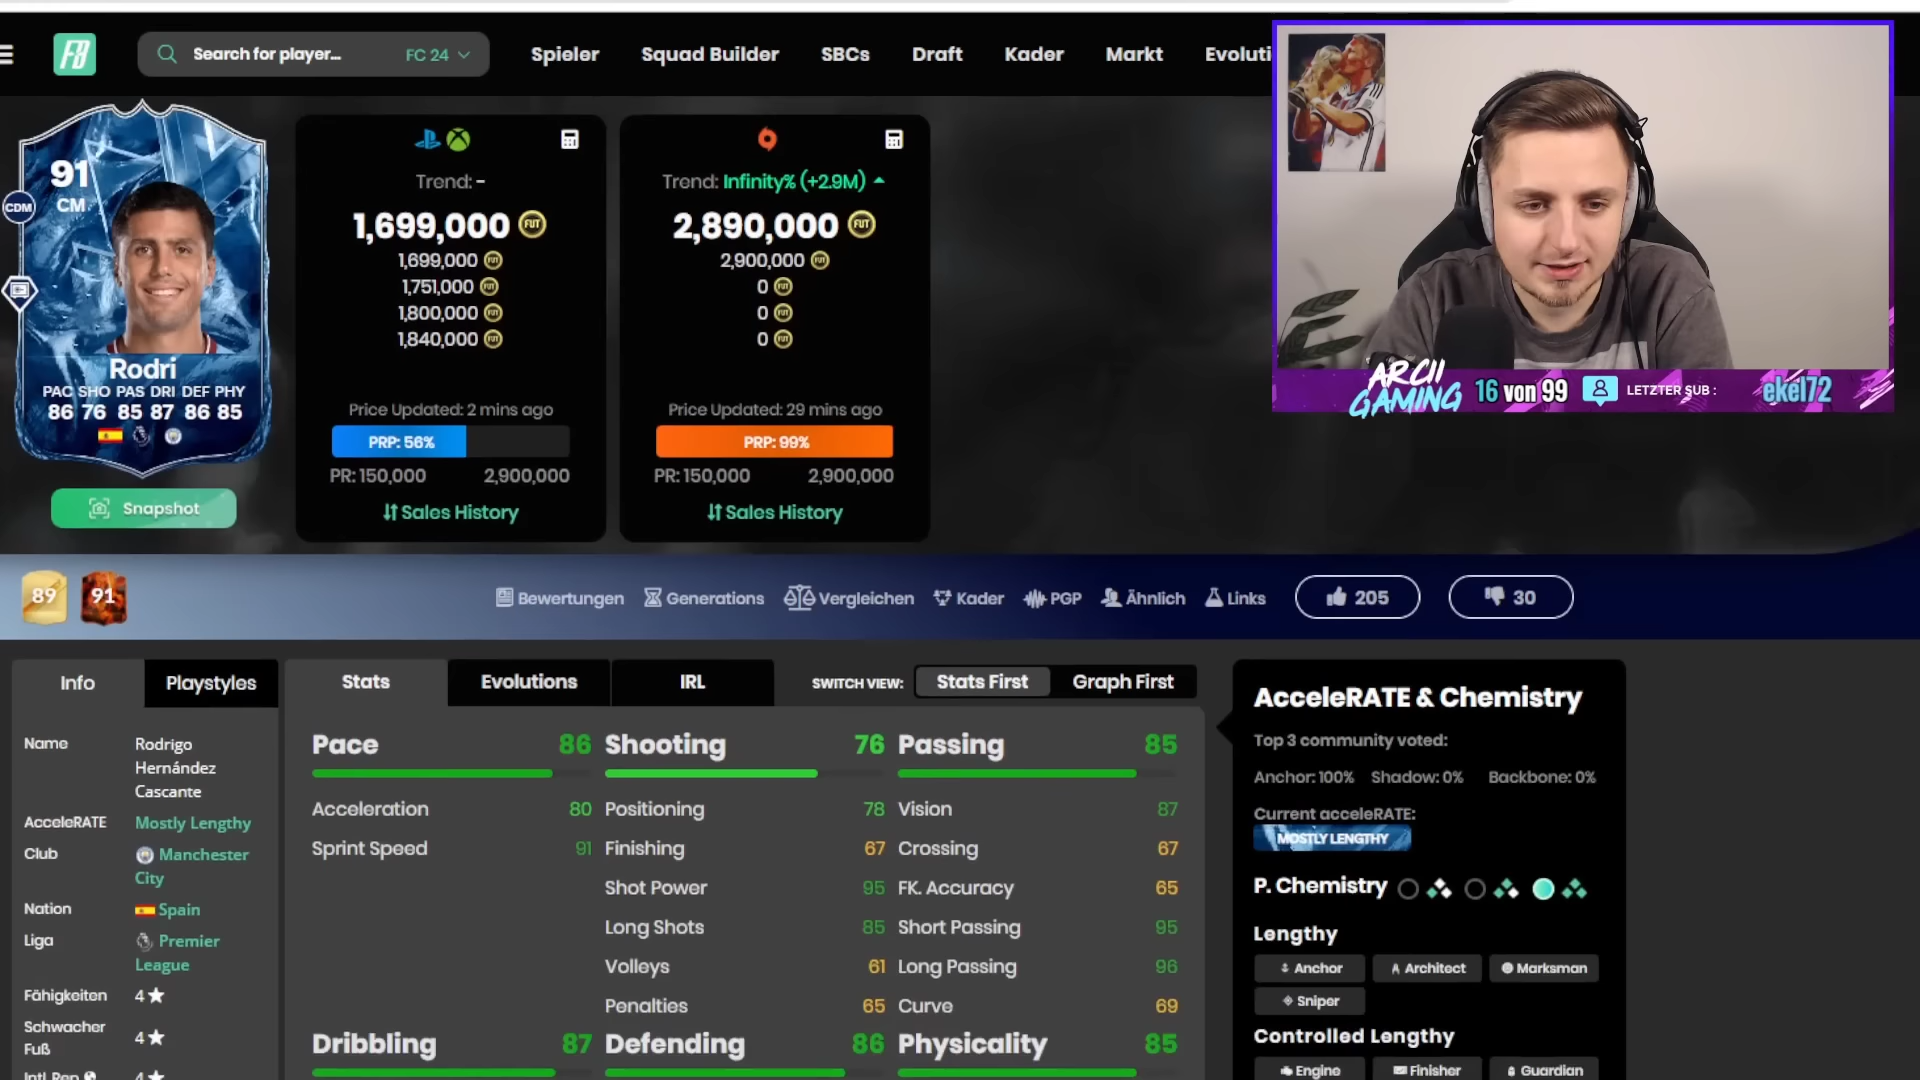 Search for player... FC 24 Spieler Squad Builder SBCs Draft Kader Markt Evoluti
91
CM
CDM
Rodri
PAC SHO PAS DRI DEF PHY
86 76 85 87 86 85
Snapshot
Trend: -
1,699,000 FUT
1,699,000
1,751,000
1,800,000
1,840,000
Price Updated: 2 mins ago
PRP: 56%
PR: 150,000 2,900,000
Sales History
Trend: Infinity% (+2.9M)
2,890,000 FUT
2,900,000
0
0
0
Price Updated: 29 mins ago
PRP: 99%
PR: 150,000 2,900,000
Sales History
ARCII
GAMING
16 von 99 LETZTER SUB : ekel72
89 91 Bewertungen Generations Vergleichen Kader PGP Ähnlich Links 205 30
Info Playstyles
Name Rodrigo
Hernández
Cascante
AcceleRATE Mostly Lengthy
Club Manchester
City
Nation Spain
Liga Premier
League
Fähigkeiten 4★
Schwacher
Fuß 4★
Intl.Rep 4★
Stats Evolutions IRL SWITCH VIEW: Stats First Graph First
Pace 86 Shooting 76 Passing 85
Acceleration 80 Positioning 78 Vision 87
Sprint Speed 91 Finishing 67 Crossing 67
Shot Power 95 FK. Accuracy 65
Long Shots 85 Short Passing 95
Volleys 61 Long Passing 96
Penalties 65 Curve 69
Dribbling 87 Defending 86 Physicality 85
AcceleRATE & Chemistry
Top 3 community voted:
Anchor: 100% Shadow: 0% Backbone: 0%
Current acceleRATE:
MOSTLY LENGTHY
P. Chemistry
Lengthy
Anchor Architect Marksman
Sniper
Controlled Lengthy
Engine Finisher Guardian